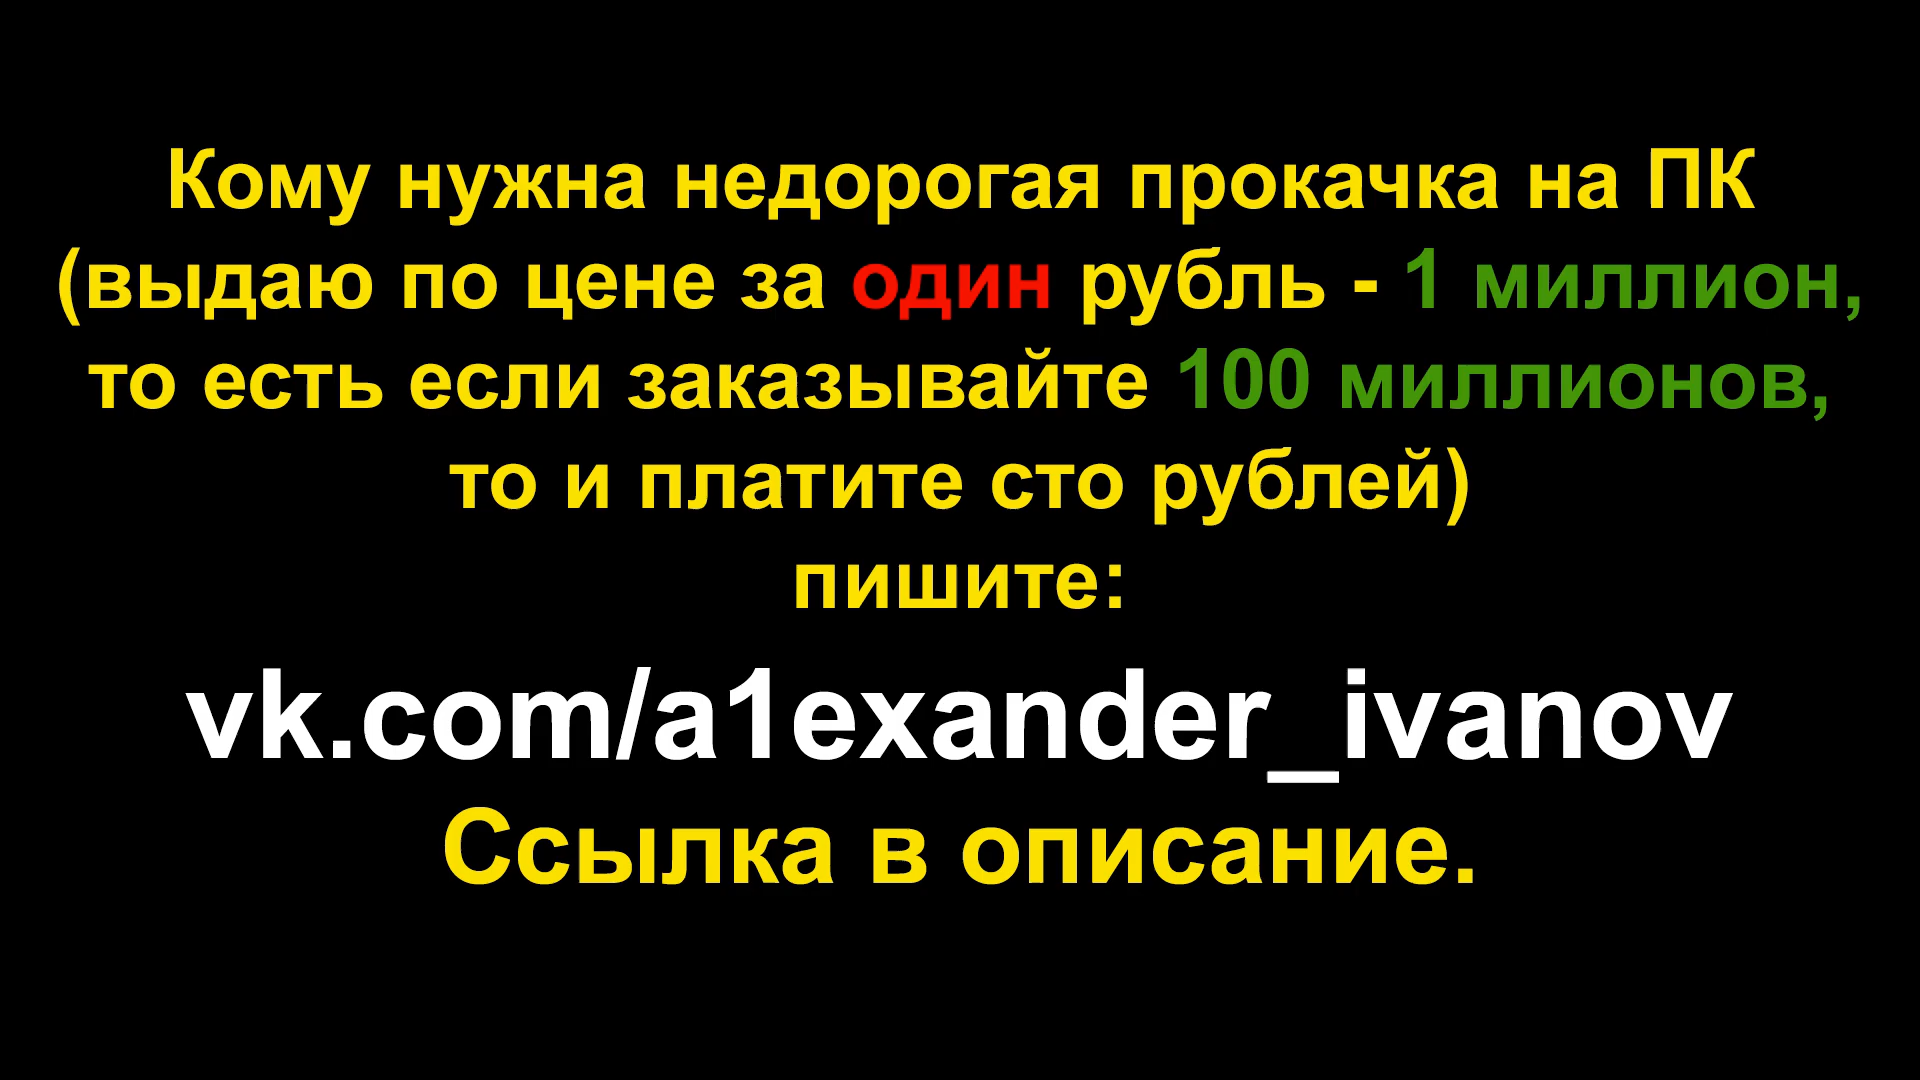 Кому нужна недорогая прокачка на ПК
(выдаю по цене за один рубль - 1 миллион,
то есть если заказывайте 100 миллионов,
то и платите сто рублей)
пишите:
vk.com/a1exander_ivanov
Ссылка в описание.